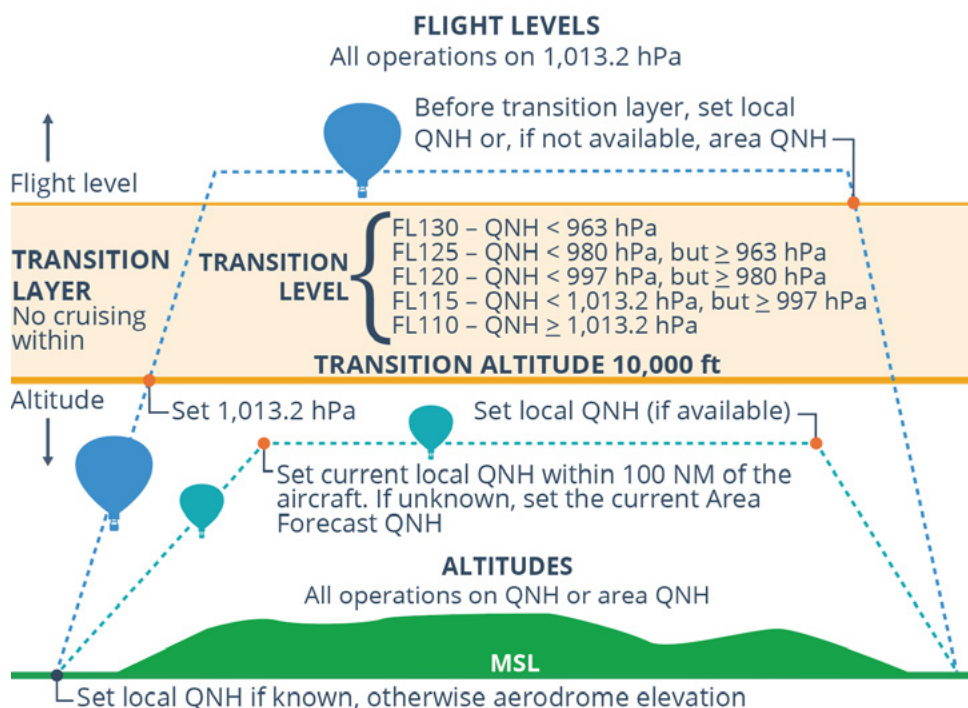 FLIGHT LEVELS
All operations on 1,013.2 hPa
Before transition layer, set local
QNH or, if not available, area QNH
Flight level
TRANSITION
LAYER
No cruising
within
TRANSITION
LEVEL
FL130 – QNH < 963 hPa
FL125 – QNH < 980 hPa, but ≥ 963 hPa
FL120 – QNH < 997 hPa, but ≥ 980 hPa
FL115 – QNH < 1,013.2 hPa, but ≥ 997 hPa
FL110 – QNH ≥ 1,013.2 hPa
TRANSITION ALTITUDE 10,000 ft
Altitude
Set 1,013.2 hPa
Set local QNH (if available)
Set current local QNH within 100 NM of the
aircraft. If unknown, set the current Area
Forecast QNH
ALTITUDES
All operations on QNH or area QNH
MSL
Set local QNH if known, otherwise aerodrome elevation